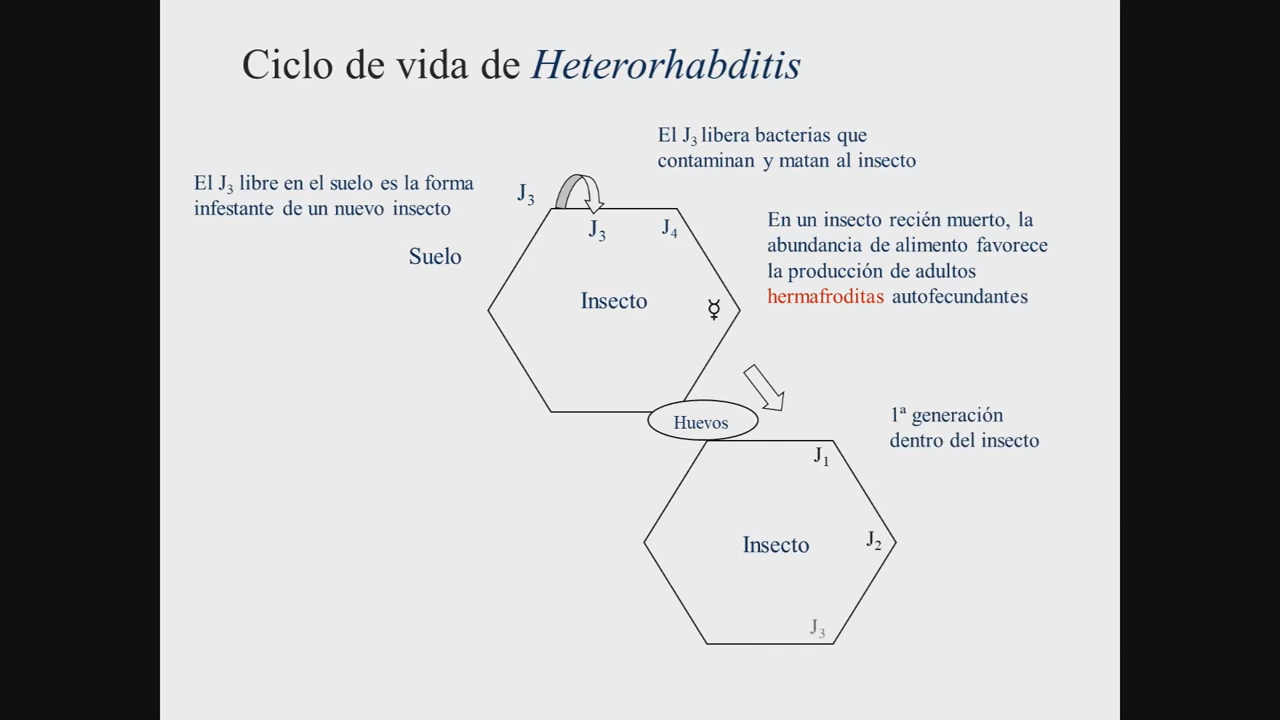 Ciclo de vida de Heterorhabditis
El J₃ libera bacterias que
contaminan y matan al insecto
El J₃ libre en el suelo es la forma
infestante de un nuevo insecto
J₃
J₃
J₄
Suelo
Insecto
En un insecto recién muerto, la
abundancia de alimento favorece
la producción de adultos
hermafroditas autofecundantes
☿
Huevos
1ª generación
dentro del insecto
J₁
J₂
Insecto
J₃